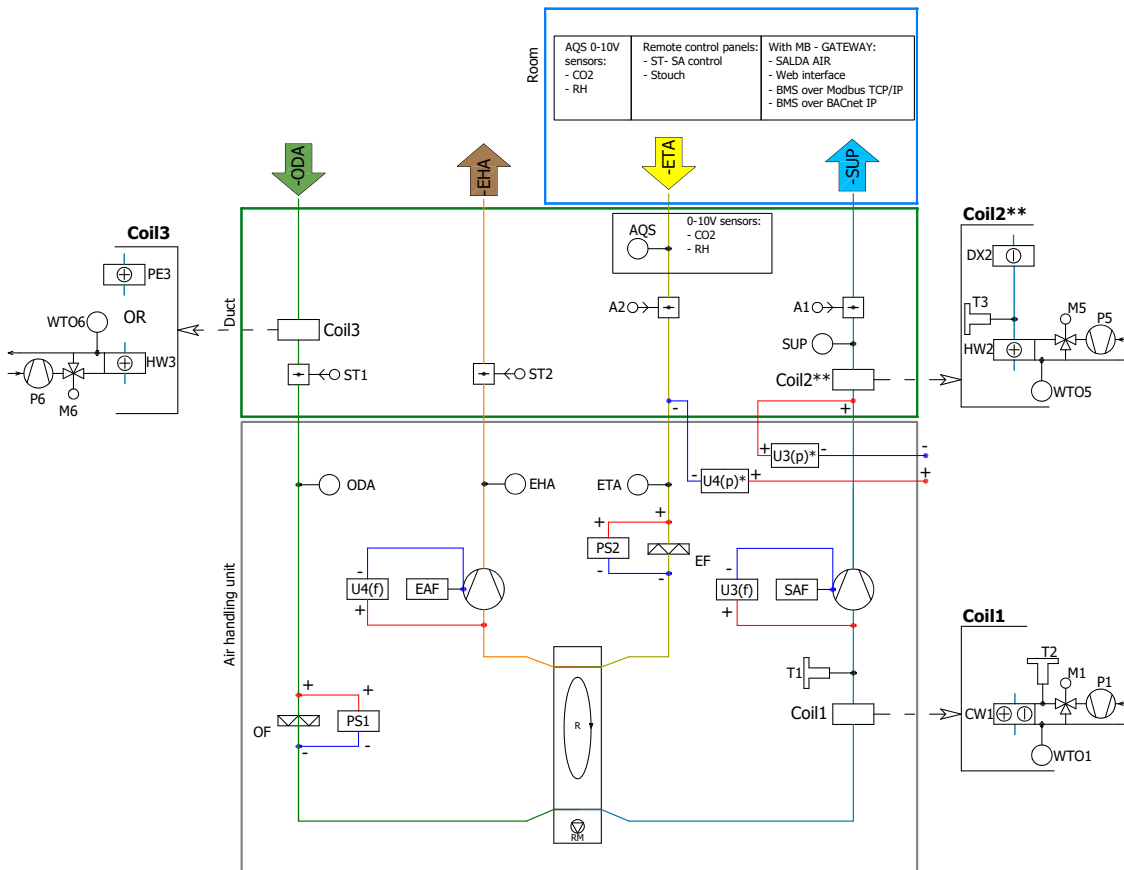 Room
AQS 0-10V
sensors:
- CO2
- RH
Remote control panels:
- ST- SA control
- Stouch
With MB - GATEWAY:
- SALDA AIR
- Web interface
- BMS over Modbus TCP/IP
- BMS over BACnet IP
-ODA
-EHA
-ETA
-SUP
Duct
AQS
0-10V sensors:
- CO2
- RH
A2
A1
SUP
Coil3
ST1
ST2
Coil2**
- +
Coil3
PE3
OR
WTO6
HW3
P6
M6
Coil2**
DX2
T3
M5
P5
HW2
WTO5
Air handling unit
+ U3(p)* - -
- U4(p)* + +
ODA
EHA
ETA
+ +
PS2
EF
- -
-
U4(f)
EAF
+
-
U3(f)
SAF
+
T1
Coil1
+ +
OF
PS1
- -
R
RM
Coil1
T2
M1
P1
CW1
WTO1